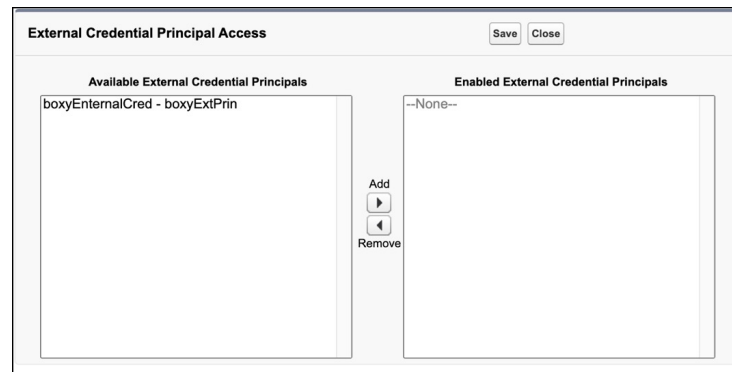 External Credential Principal Access
Save
Close
Available External Credential Principals
Enabled External Credential Principals
boxyEnternalCred - boxyExtPrin
--None--
Add
Remove